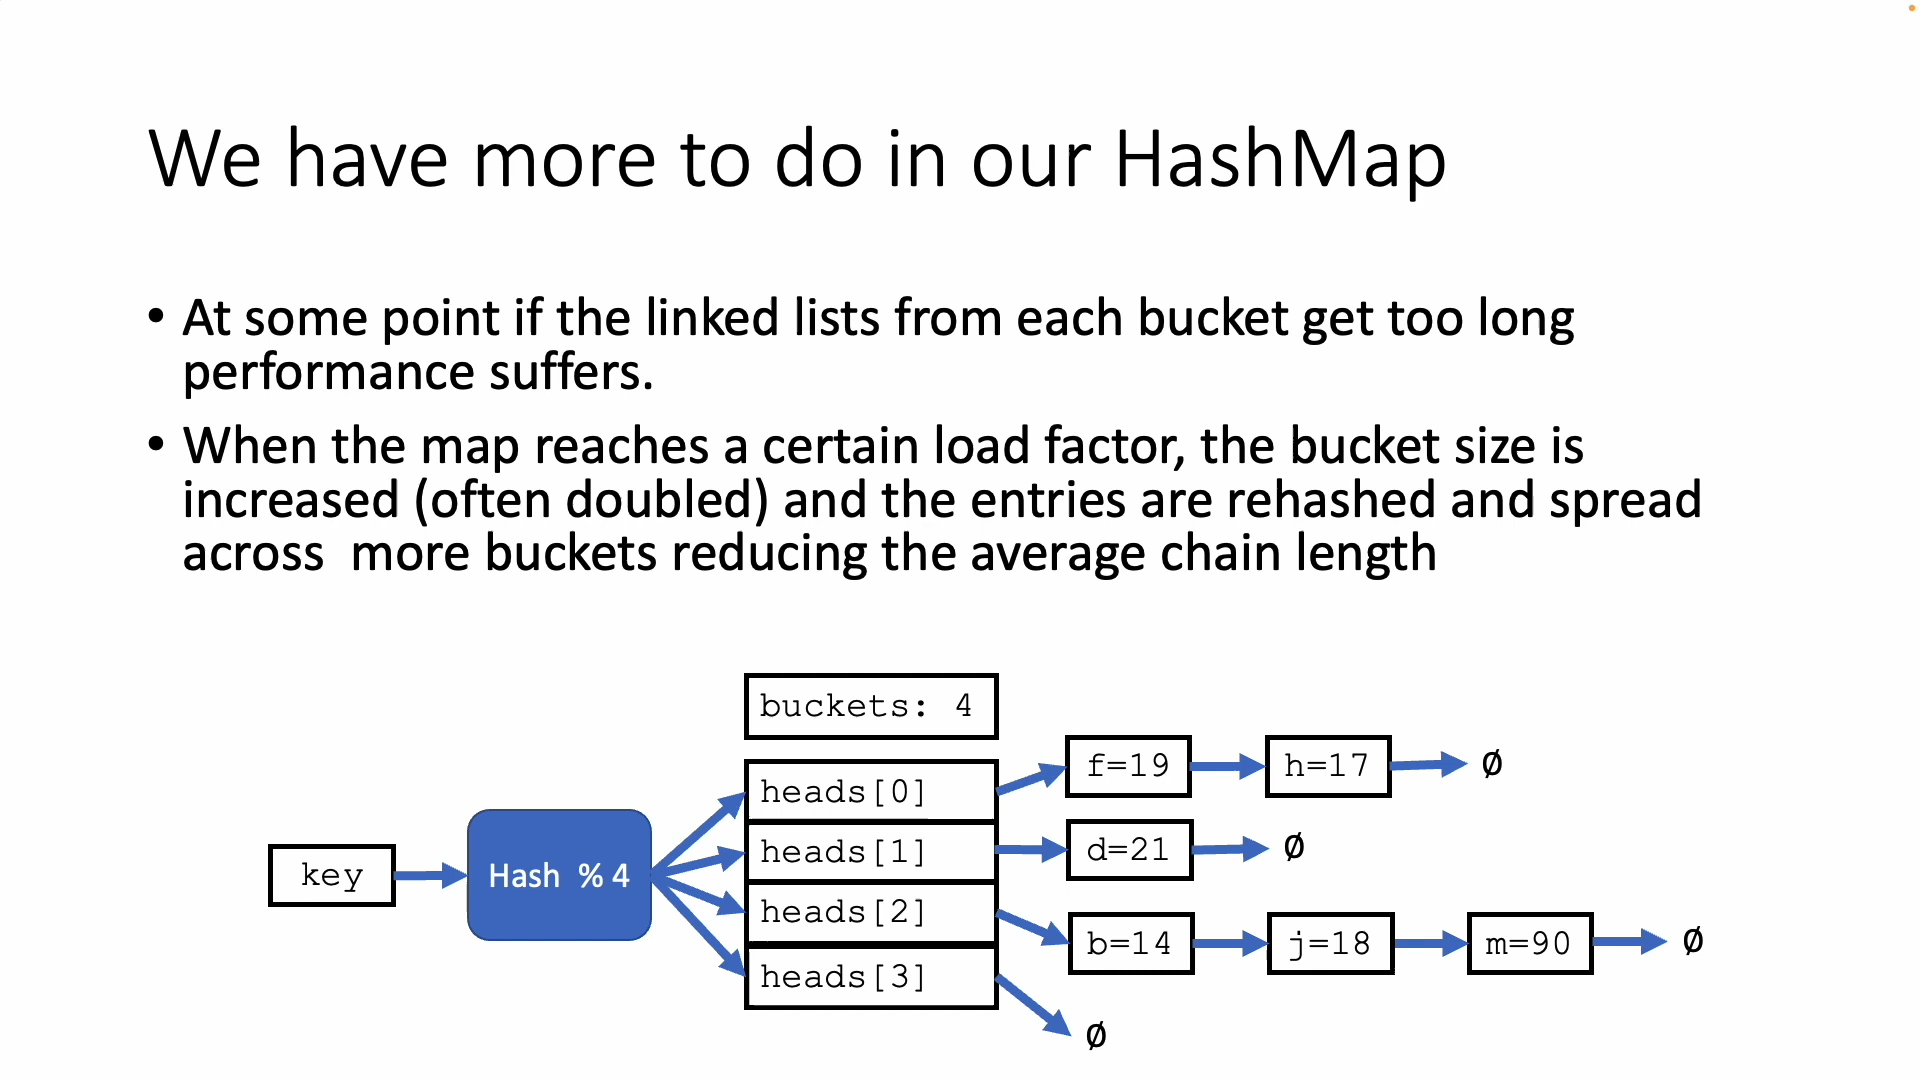 We have more to do in our HashMap
• At some point if the linked lists from each bucket get too long
performance suffers.
• When the map reaches a certain load factor, the bucket size is
increased (often doubled) and the entries are rehashed and spread
across  more buckets reducing the average chain length
buckets: 4
heads[0]
f=19
h=17
ø
heads[1]
d=21
ø
key
Hash % 4
heads[2]
b=14
j=18
m=90
ø
heads[3]
ø